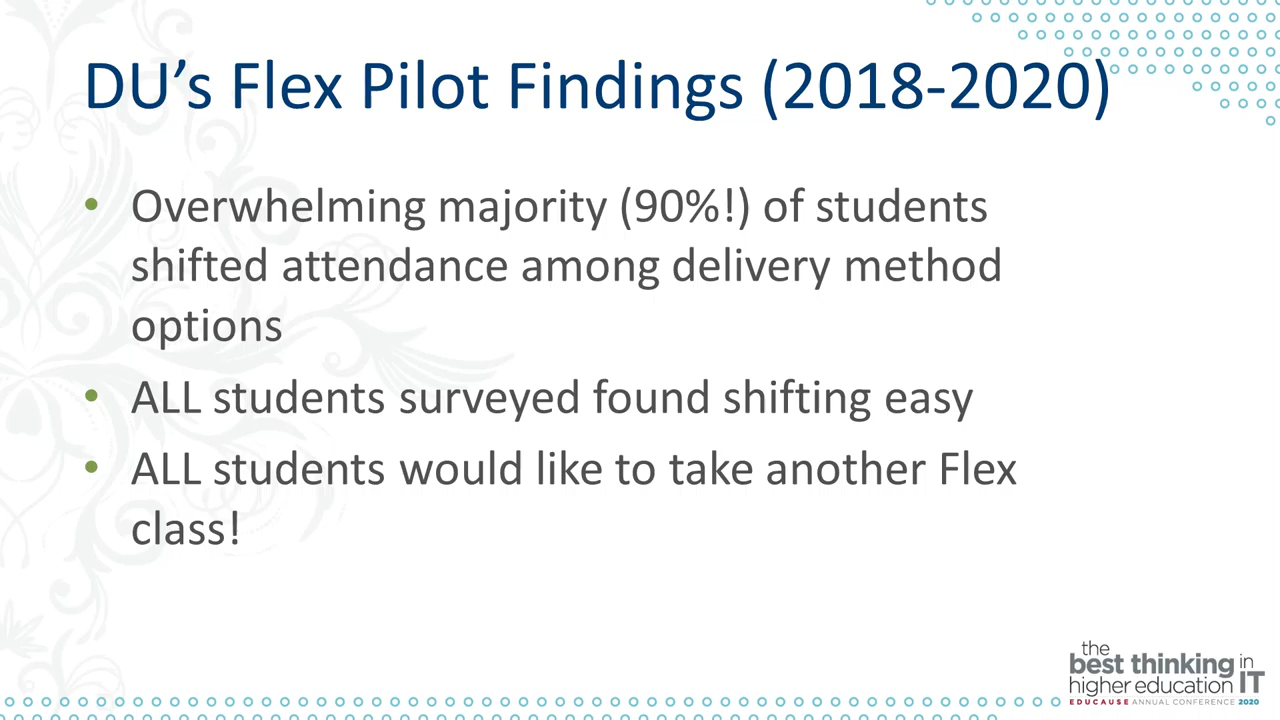 DU’s Flex Pilot Findings (2018-2020)
• Overwhelming majority (90%!) of students
shifted attendance among delivery method
options
• ALL students surveyed found shifting easy
• ALL students would like to take another Flex
class!
the
best thinking in
higher education IT
EDUCAUSE ANNUAL CONFERENCE 2020